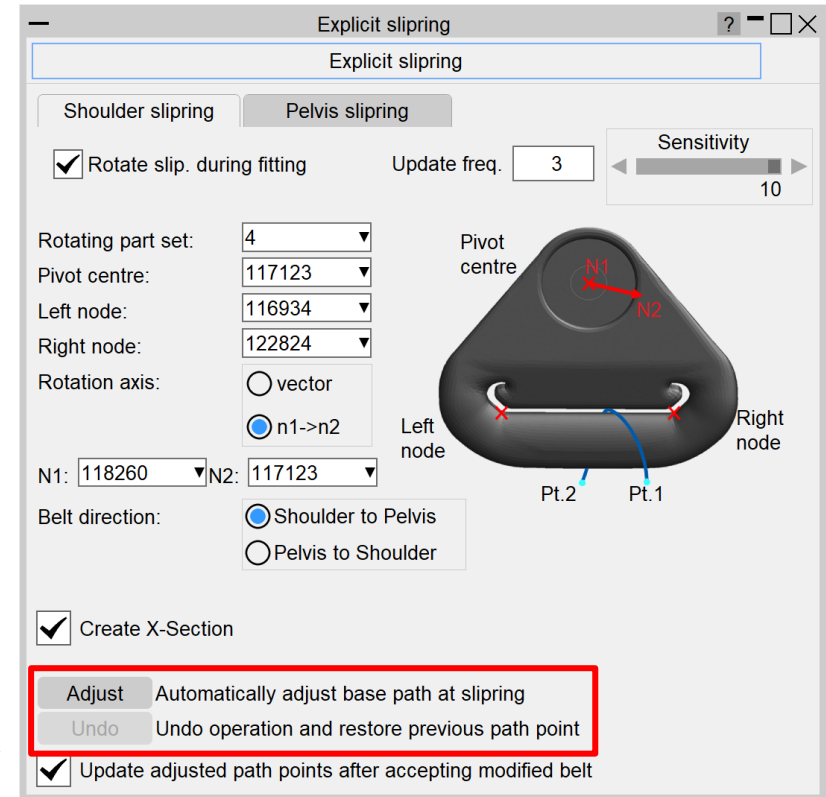 Explicit slipring ?
Explicit slipring
Shoulder slipring Pelvis slipring
Rotate slip. during fitting Update freq. 3 Sensitivity
10
Rotating part set: 4
Pivot centre: 117123
Left node: 116934
Right node: 122824
Rotation axis: vector
n1->n2
N1: 118260 N2: 117123
Belt direction: Shoulder to Pelvis
Pelvis to Shoulder
Pivot
centre
N1
N2
Left
node
Right
node
Pt.2 Pt.1
Create X-Section
Adjust Automatically adjust base path at slipring
Undo Undo operation and restore previous path point
Update adjusted path points after accepting modified belt